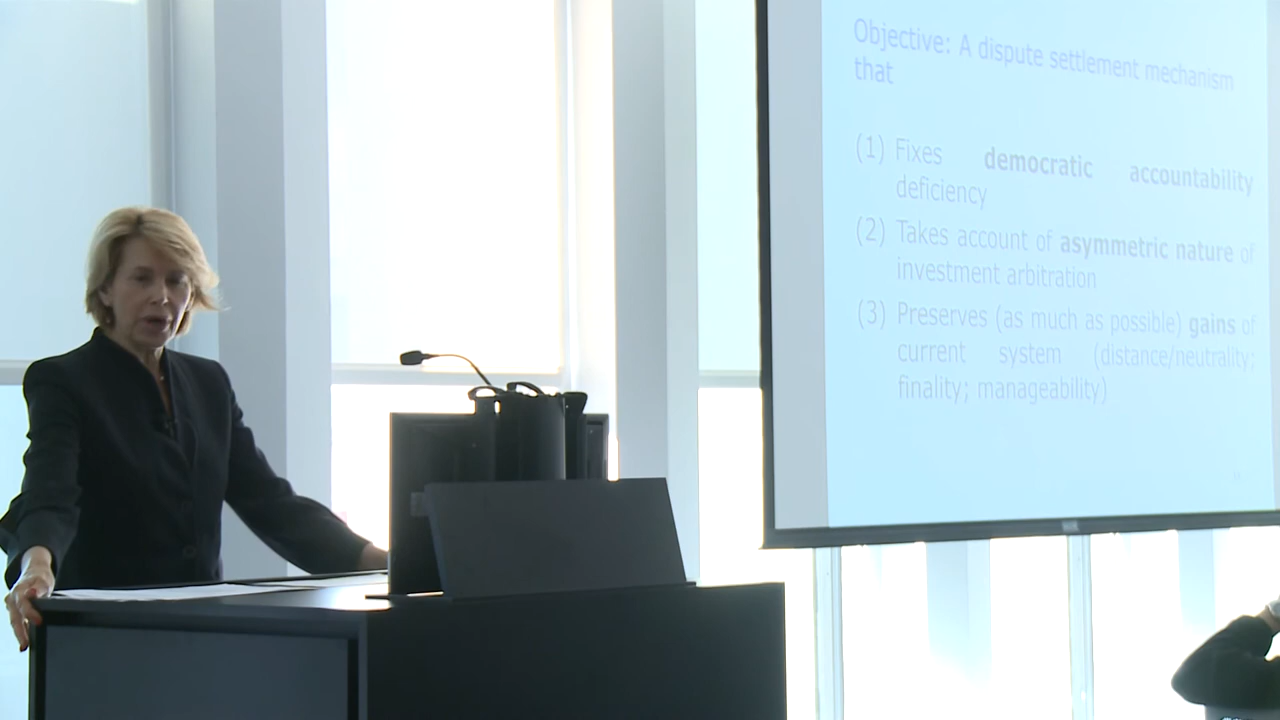 Objective: A dispute settlement mechanism
that
(1) Fixes democratic accountability
deficiency
(2) Takes account of asymmetric nature of
investment arbitration
(3) Preserves (as much as possible) gains of
current system (distance/neutrality;
finality; manageability)